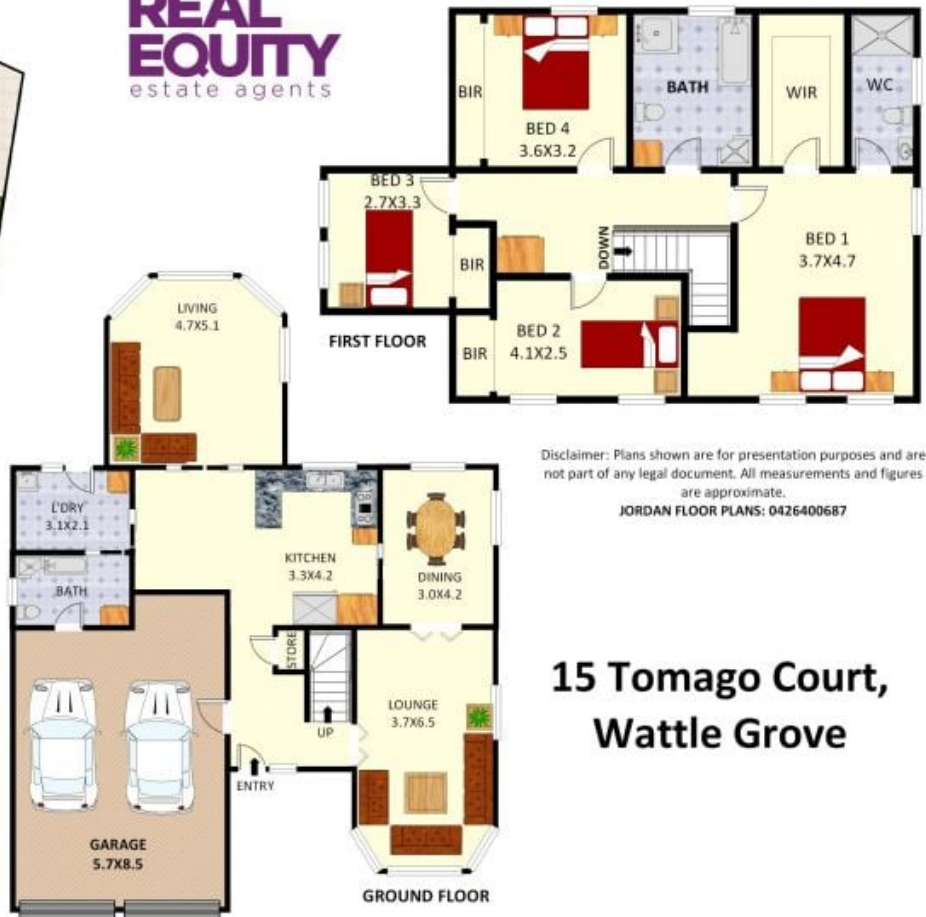 REAL
EQUITY
estate agents
BIR
BED 4
3.6X3.2
BATH
WIR
WC
BED 3
2.7X3.3
BIR
DOWN
BED 1
3.7X4.7
BED 2
4.1X2.5
BIR
FIRST FLOOR
LIVING
4.7X5.1
Disclaimer: Plans shown are for presentation purposes and are
not part of any legal document. All measurements and figures
are approximate.
JORDAN FLOOR PLANS: 0426400687
L'DRY
3.1X2.1
BATH
KITCHEN
3.3X4.2
DINING
3.0X4.2
STORE
UP
LOUNGE
3.7X6.5
ENTRY
GARAGE
5.7X8.5
GROUND FLOOR
15 Tomago Court,
Wattle Grove